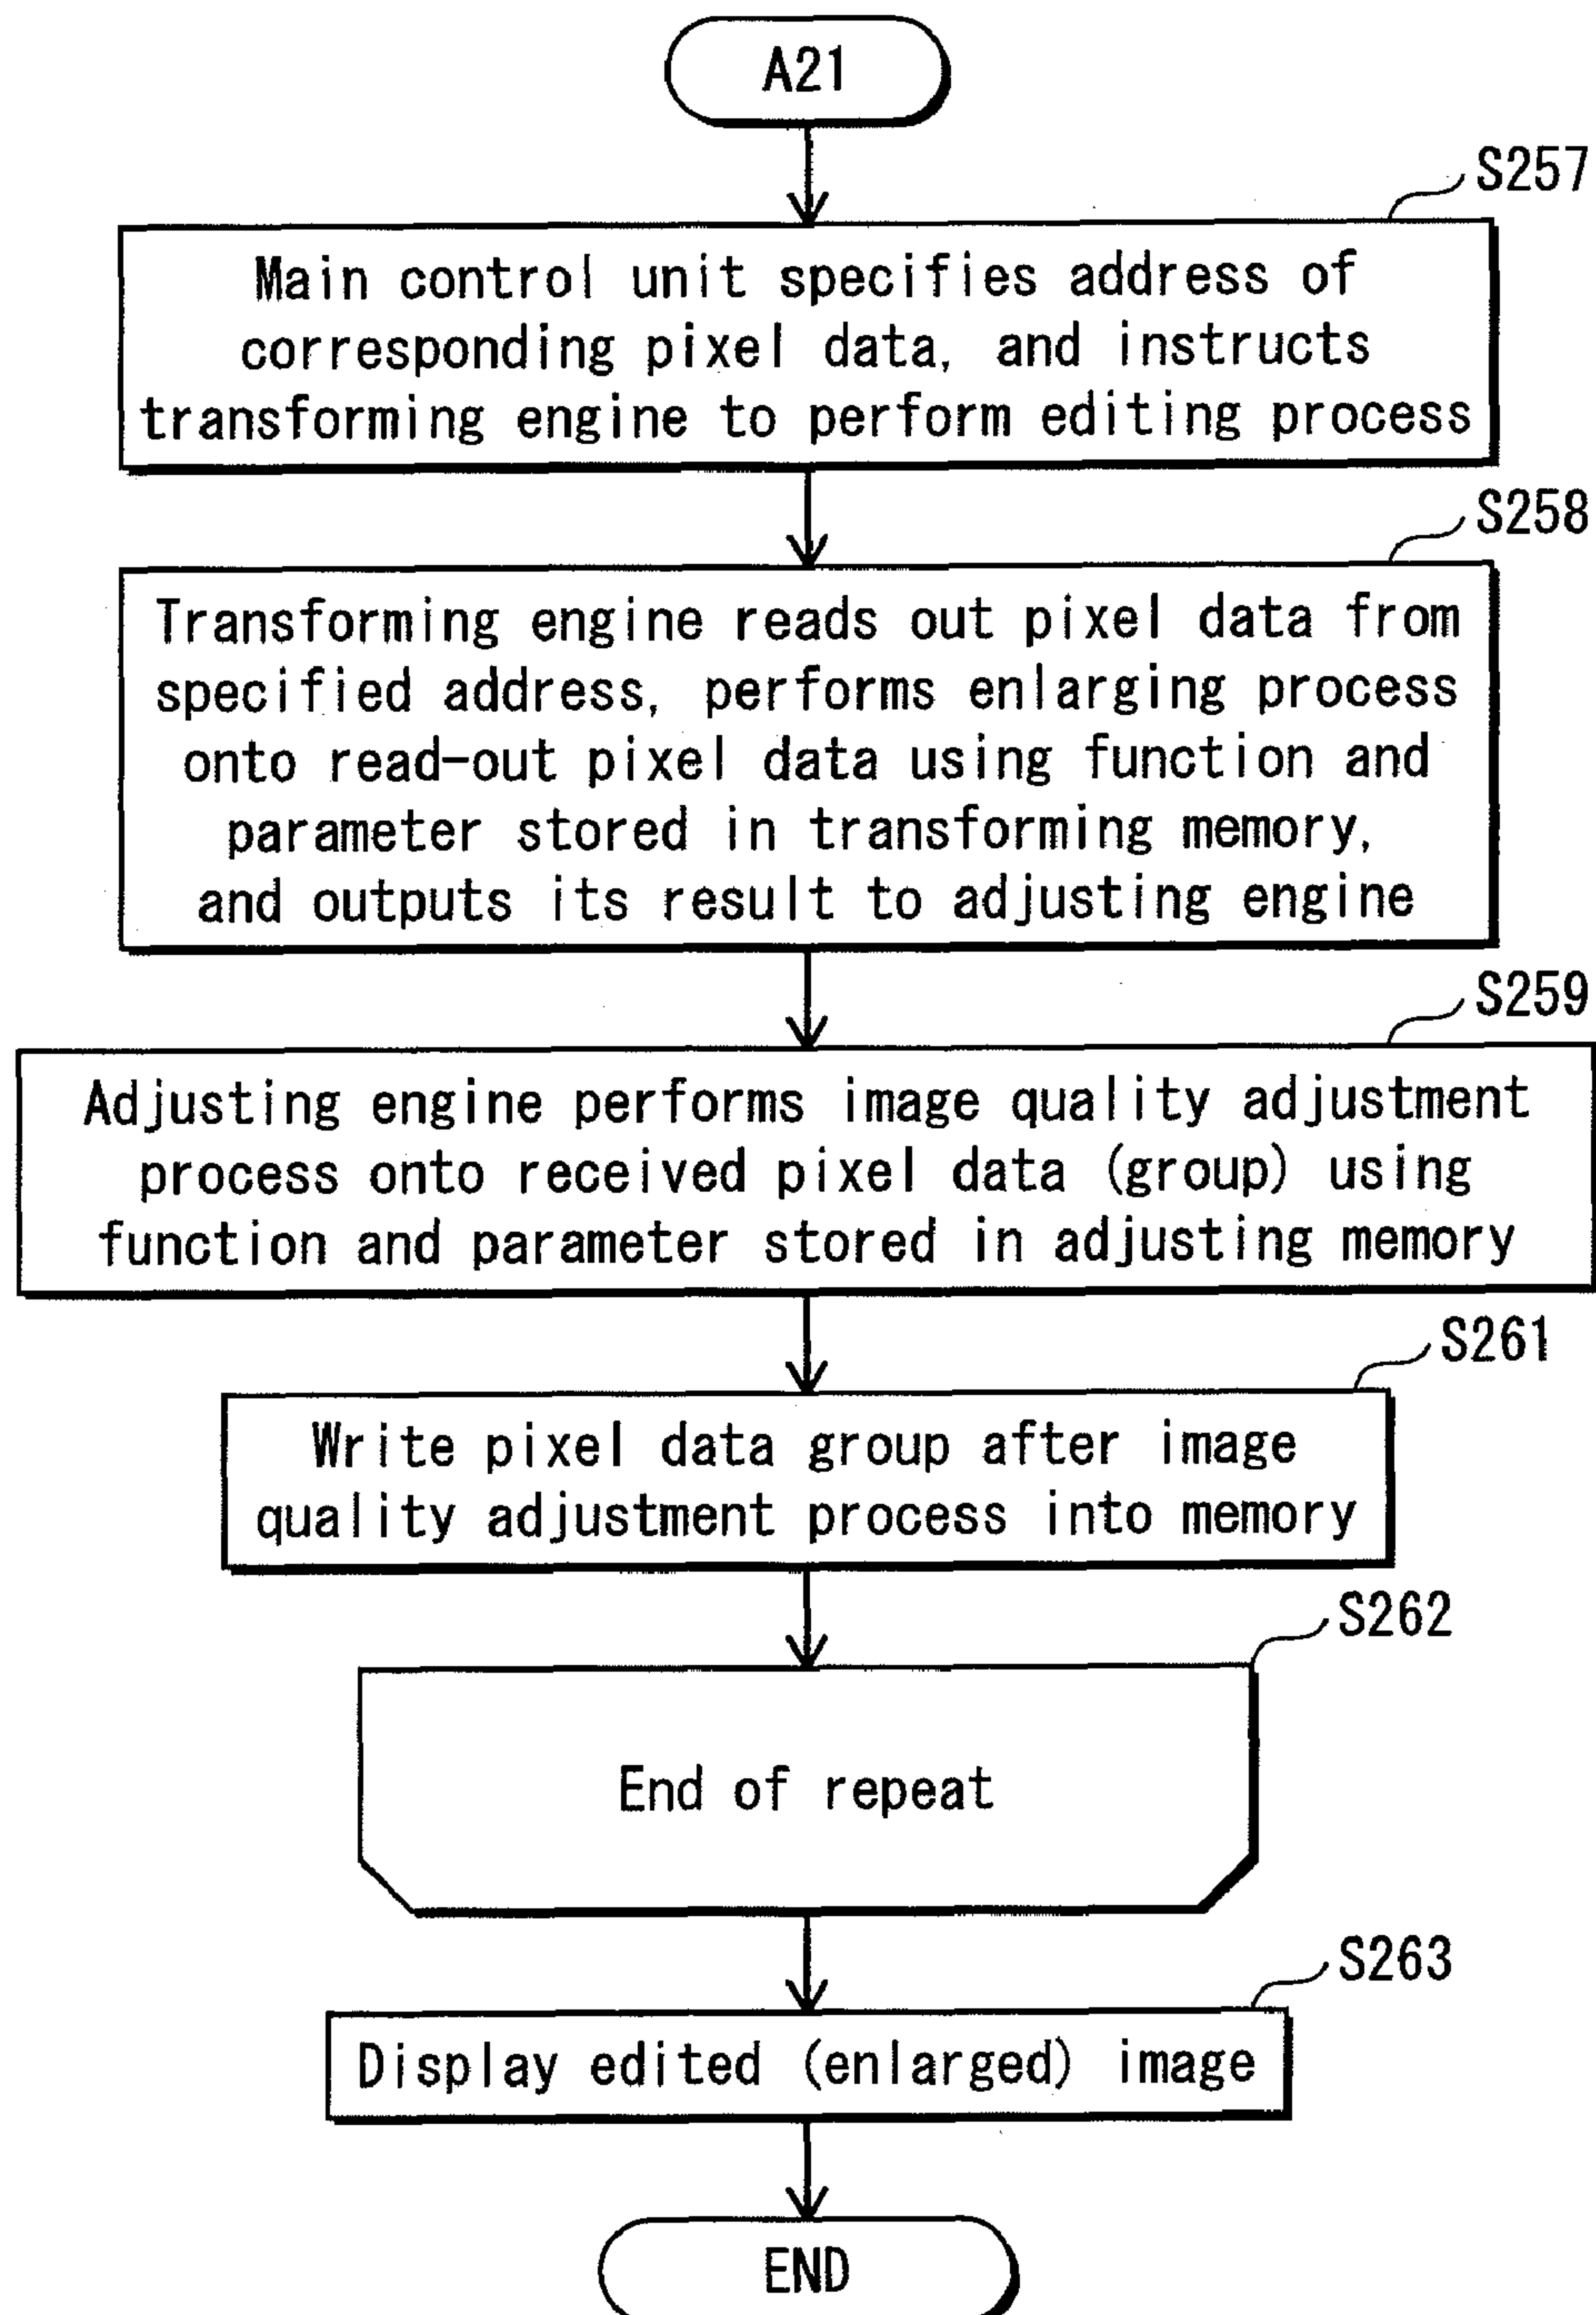 A21
S257
Main control unit specifies address of
corresponding pixel data, and instructs
transforming engine to perform editing process
S258
Transforming engine reads out pixel data from
specified address, performs enlarging process
onto read-out pixel data using function and
parameter stored in transforming memory,
and outputs its result to adjusting engine
S259
Adjusting engine performs image quality adjustment
process onto received pixel data (group) using
function and parameter stored in adjusting memory
S261
Write pixel data group after image
quality adjustment process into memory
S262
End of repeat
S263
Display edited (enlarged) image
END